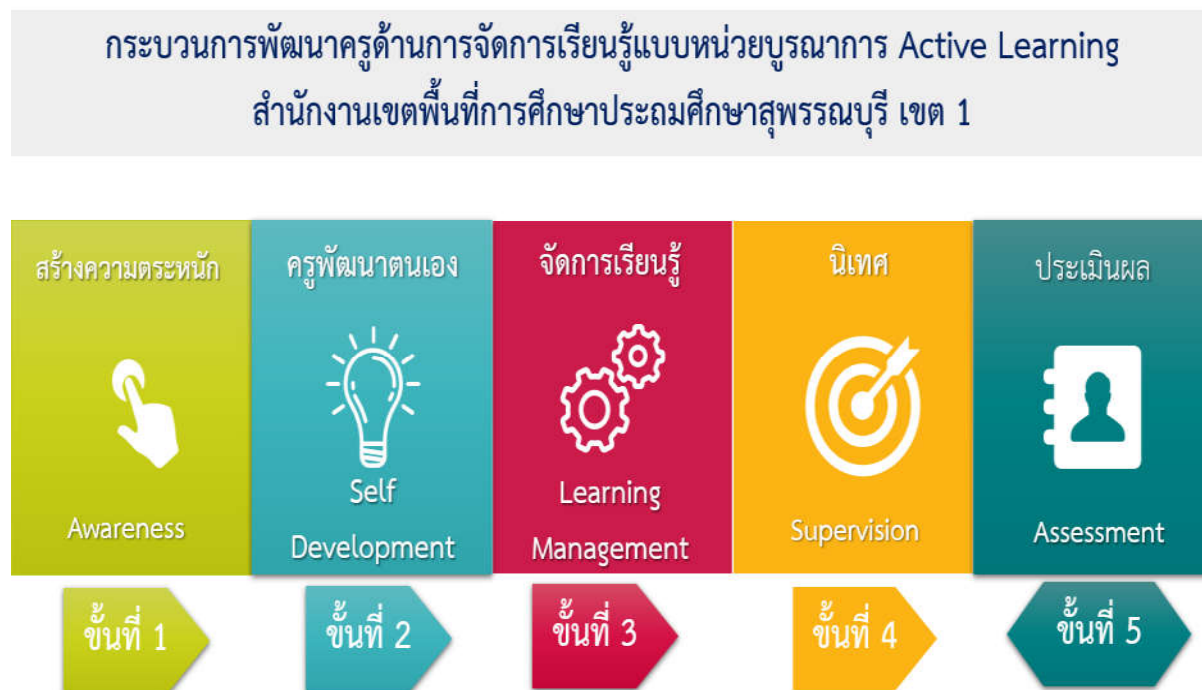 กระบวนการพัฒนาครูด้านการจัดการเรียนรู้แบบหน่วยบูรณาการ Active Learning
สำนักงานเขตพื้นที่การศึกษาประถมศึกษาสุพรรณบุรี เขต 1
สร้างความตระหนัก
Awareness
ขั้นที่ 1
ครูพัฒนาตนเอง
Self
Development
ขั้นที่ 2
จัดการเรียนรู้
Learning
Management
ขั้นที่ 3
นิเทศ
Supervision
ขั้นที่ 4
ประเมินผล
Assessment
ขั้นที่ 5